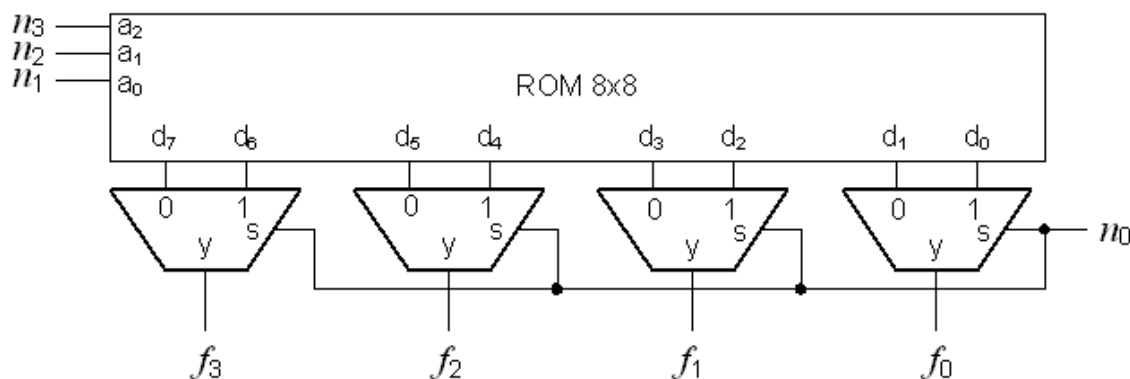 n₃ a₂
n₂ a₁
n₁ a₀
ROM 8x8
d₇ d₆ d₅ d₄ d₃ d₂ d₁ d₀
0 1 0 1 0 1 0 1
y s y s y s y s n₀
f₃ f₂ f₁ f₀